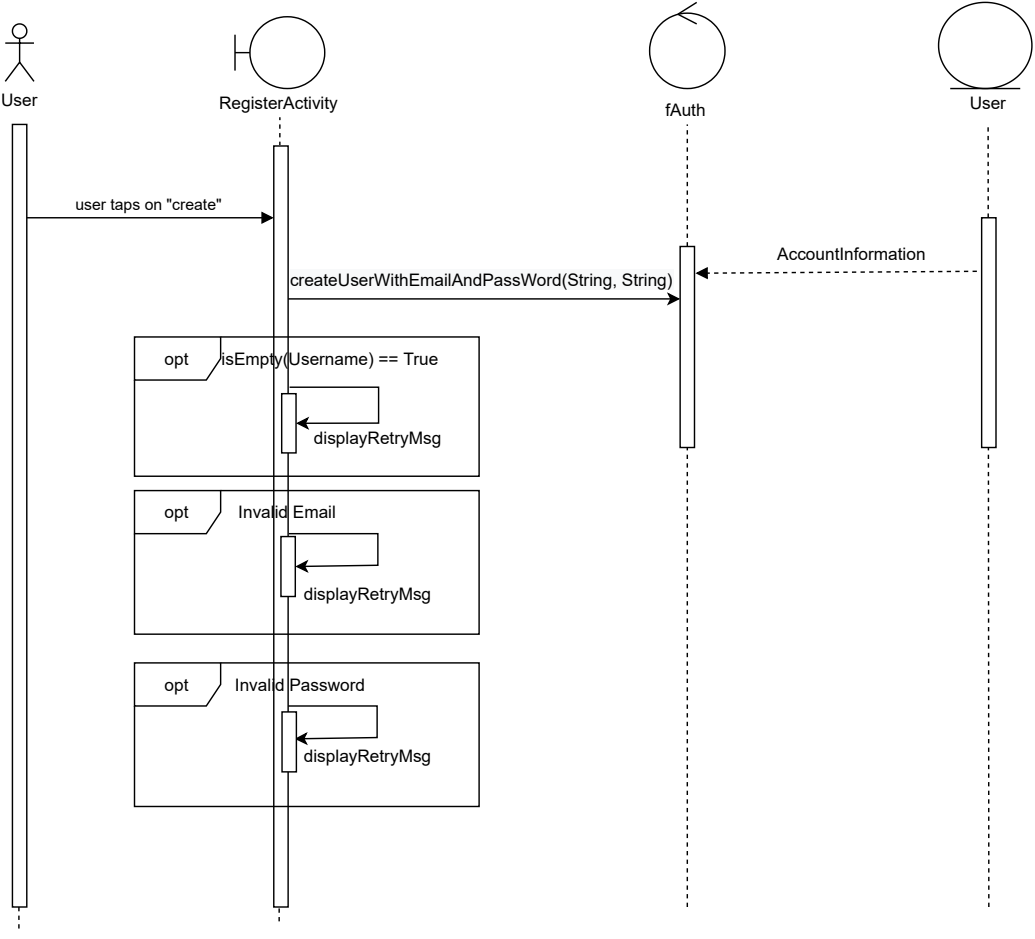 User
RegisterActivity
fAuth
User
user taps on "create"
AccountInformation
createUserWithEmailAndPassWord(String, String)
opt
isEmpty(Username) == True
displayRetryMsg
opt
Invalid Email
displayRetryMsg
opt
Invalid Password
displayRetryMsg